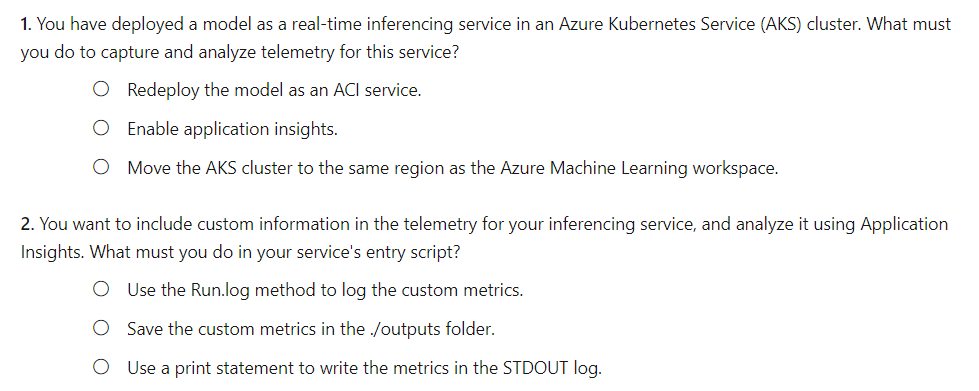 1. You have deployed a model as a real-time inferencing service in an Azure Kubernetes Service (AKS) cluster. What must
you do to capture and analyze telemetry for this service?
Redeploy the model as an ACI service.
Enable application insights.
Move the AKS cluster to the same region as the Azure Machine Learning workspace.
2. You want to include custom information in the telemetry for your inferencing service, and analyze it using Application
Insights. What must you do in your service's entry script?
Use the Run.log method to log the custom metrics.
Save the custom metrics in the ./outputs folder.
Use a print statement to write the metrics in the STDOUT log.